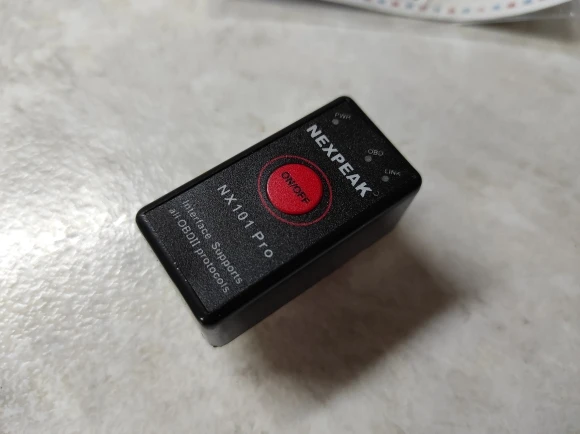 PWR
OBD
LINK
NEXPEAK
ON/OFF
NX101 Pro
Interface Supports
all OBDII protocols